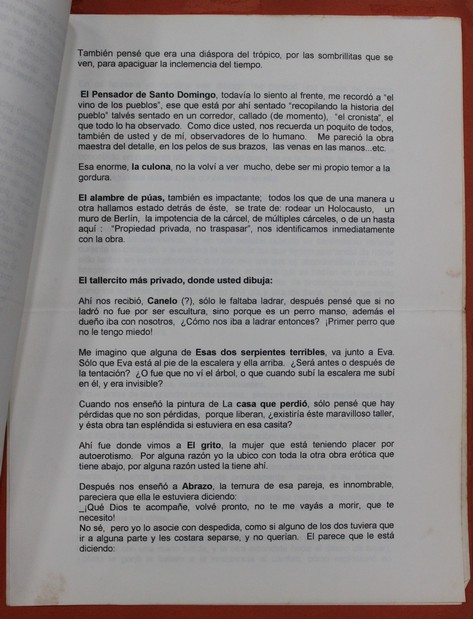 También pensé que era una diáspora del trópico, por las sombrillitas que se
ven, para apaciguar la inclemencia del tiempo.
El Pensador de Santo Domingo, todavía lo siento al frente, me recordó a "el
vino de los pueblos", ese que está por ahí sentado "recopilando la historia del
pueblo" talvés sentado en un corredor, callado (de momento), "el cronista", el
que todo lo ha observado. Como dice usted, nos recuerda un poquito de todos,
también de usted y de mí, observadores de lo humano. Me pareció la obra
maestra del detalle, en los pelos de sus brazos, las venas en las manos...etc.
Esa enorme, la culona, no la volví a ver mucho, debe ser mi propio temor a la
gordura.
El alambre de púas, también es impactante; todos los que de una manera u
otra hallamos estado detrás de éste, se trate de: rodear un Holocausto, un
muro de Berlín, la impotencia de la cárcel, de múltiples cárceles, o de un hasta
aquí : "Propiedad privada, no traspasar", nos identificamos inmediatamente
con la obra.
El tallercito más privado, donde usted dibuja:
Ahí nos recibió, Canelo (?), sólo le faltaba ladrar, después pensé que si no
ladró no fue por ser escultura, sino porque es un perro manso, además el
dueño iba con nosotros, ¿Cómo nos iba a ladrar entonces? ¡Primer perro que
no le tengo miedo!
Me imagino que alguna de Esas dos serpientes terribles, va junto a Eva.
Sólo que Eva está al pie de la escalera y ella arriba. ¿Será antes o después de
la tentación? ¿O fue que no ví el árbol, o que cuando subí la escalera me subí
en él, y era invisible?
Cuando nos enseñó la pintura de La casa que perdió, sólo pensé que hay
pérdidas que no son pérdidas, porque liberan, ¿existiría éste maravilloso taller,
y ésta obra tan espléndida si estuviera en esa casita?
Ahí fue donde vimos a El grito, la mujer que está teniendo placer por
autoerotismo. Por alguna razón yo la ubico con toda la otra obra erótica que
tiene abajo, por alguna razón usted la tiene ahí.
Después nos enseñó a Abrazo, la ternura de esa pareja, es innombrable,
pareciera que ella le estuviera diciendo:
_¡Qué Dios te acompañe, volvé pronto, no te me vayás a morir, que te
necesito!
No sé, pero yo lo asocie con despedida, como si alguno de los dos tuviera que
ir a alguna parte y les costara separse, y no querían. El parece que le está
diciendo: